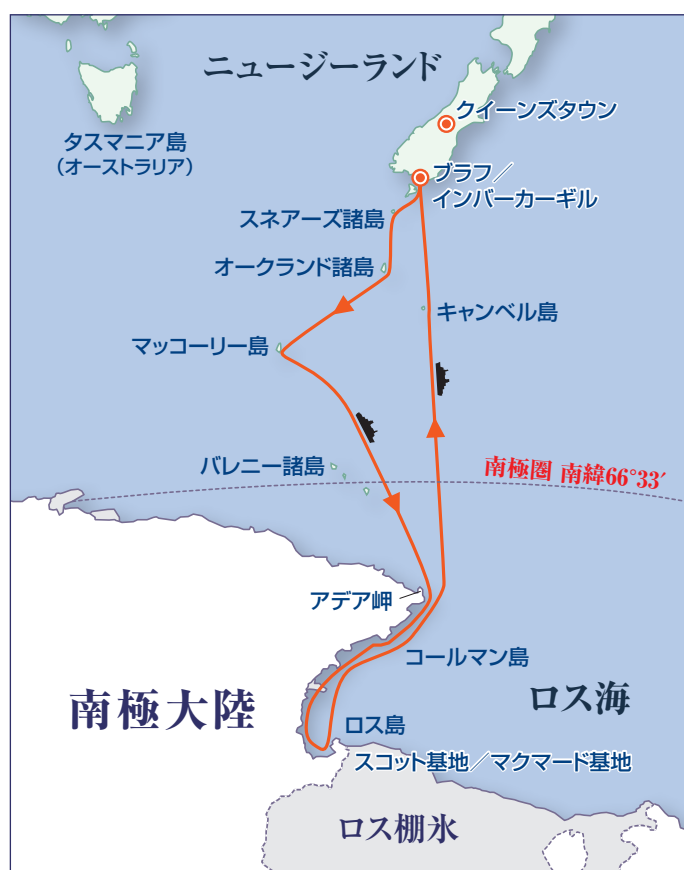 ニュージーランド
クイーンズタウン
タスマニア島
(オーストラリア)
ブラフ/
インバーカーギル
スネアーズ諸島
オークランド諸島
キャンベル島
マッコーリー島
バレニー諸島
南極圏 南緯66°33′
アデア岬
コールマン島
南極大陸
ロス海
ロス島
スコット基地/マクマード基地
ロス棚氷